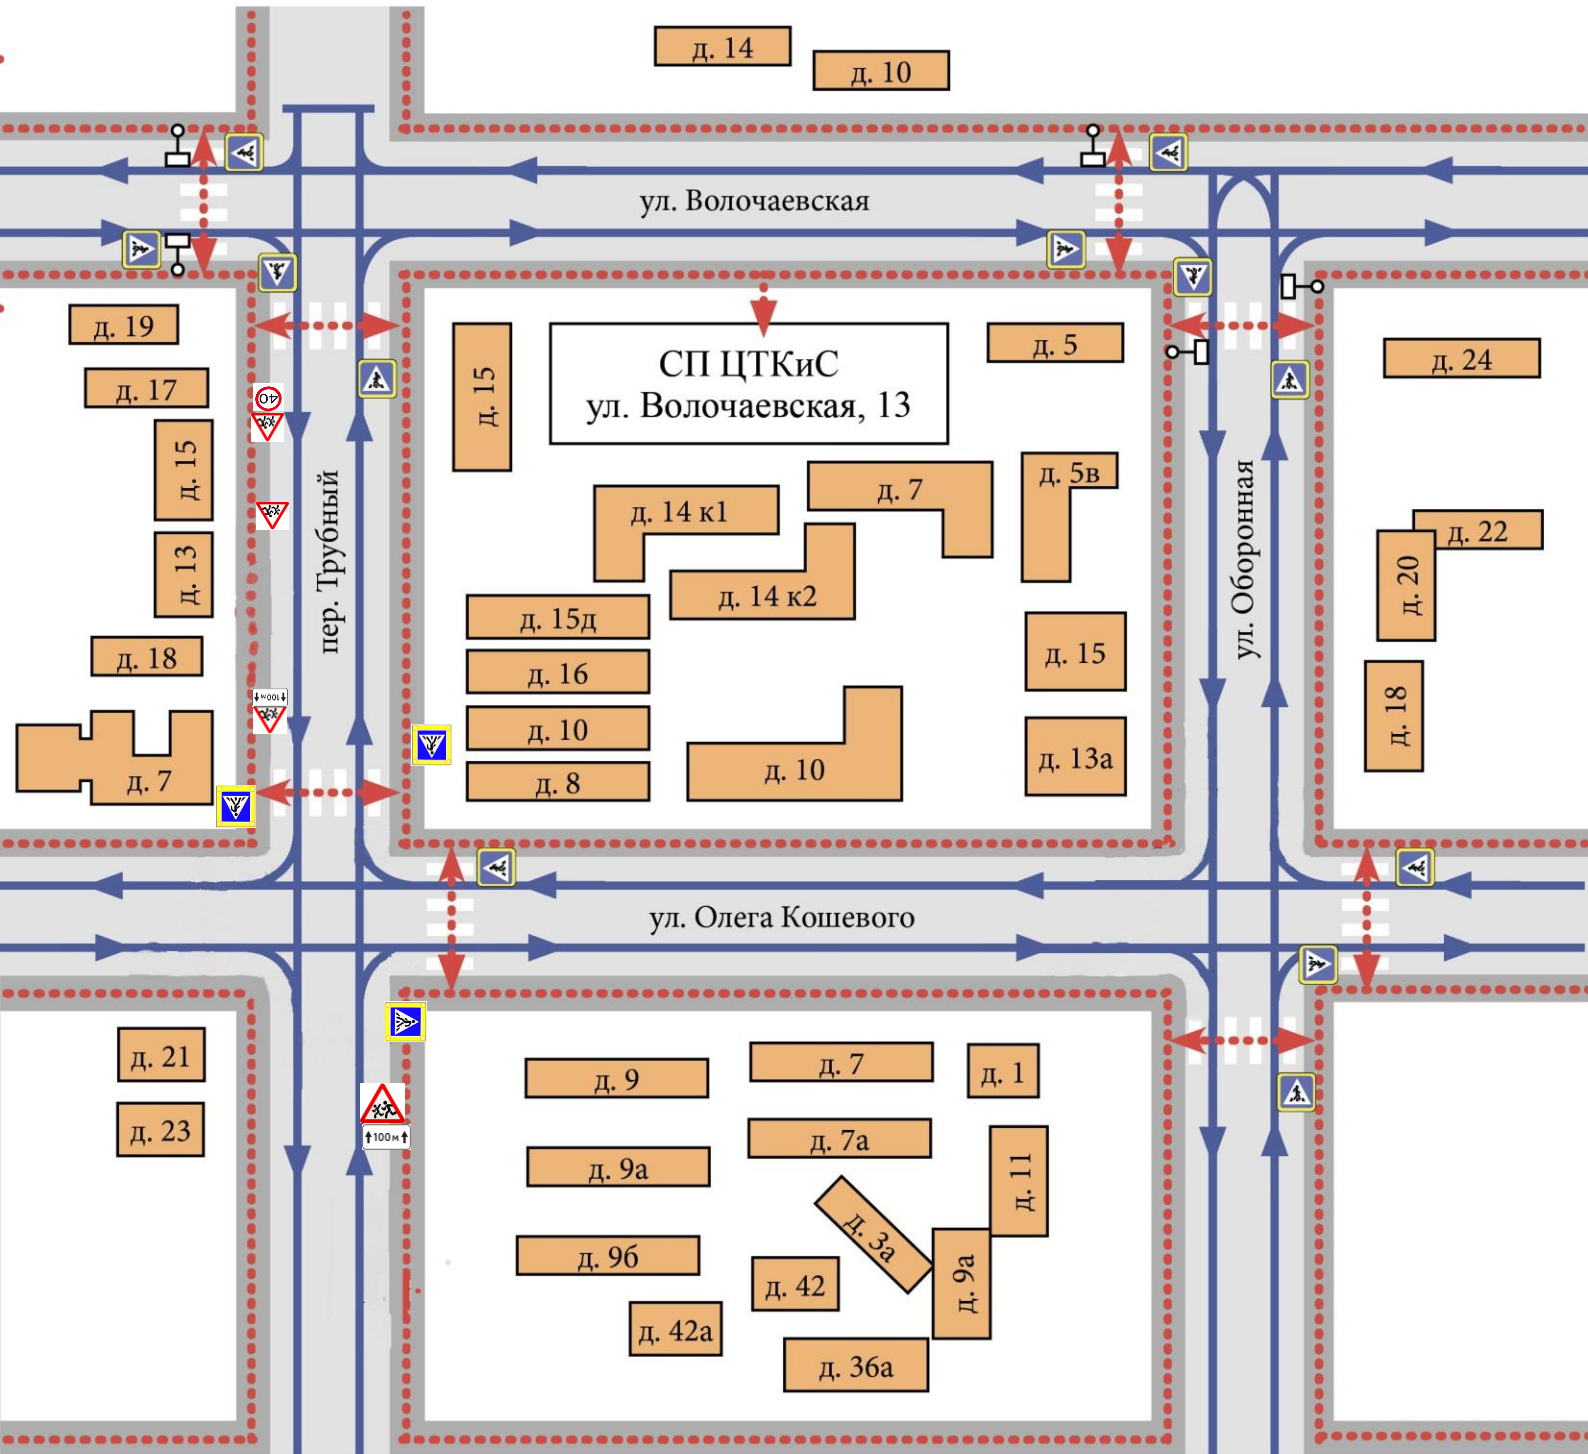 д. 14
д. 10
ул. Волочаевская
д. 19
д. 17
д. 15
д. 13
д. 18
д. 7
40
100м
пер. Трубный
д. 15
СП ЦТКиС
ул. Волочаевская, 13
д. 5
д. 7
д. 5в
д. 14 к1
д. 14 к2
д. 15д
д. 16
д. 10
д. 8
д. 10
д. 15
д. 13а
ул. Оборонная
д. 24
д. 22
д. 20
д. 18
ул. Олега Кошевого
д. 21
д. 23
100м
д. 9
д. 7
д. 1
д. 7а
д. 9а
д. 11
д. 3а
д. 9б
д. 42
д. 9а
д. 42а
д. 36а